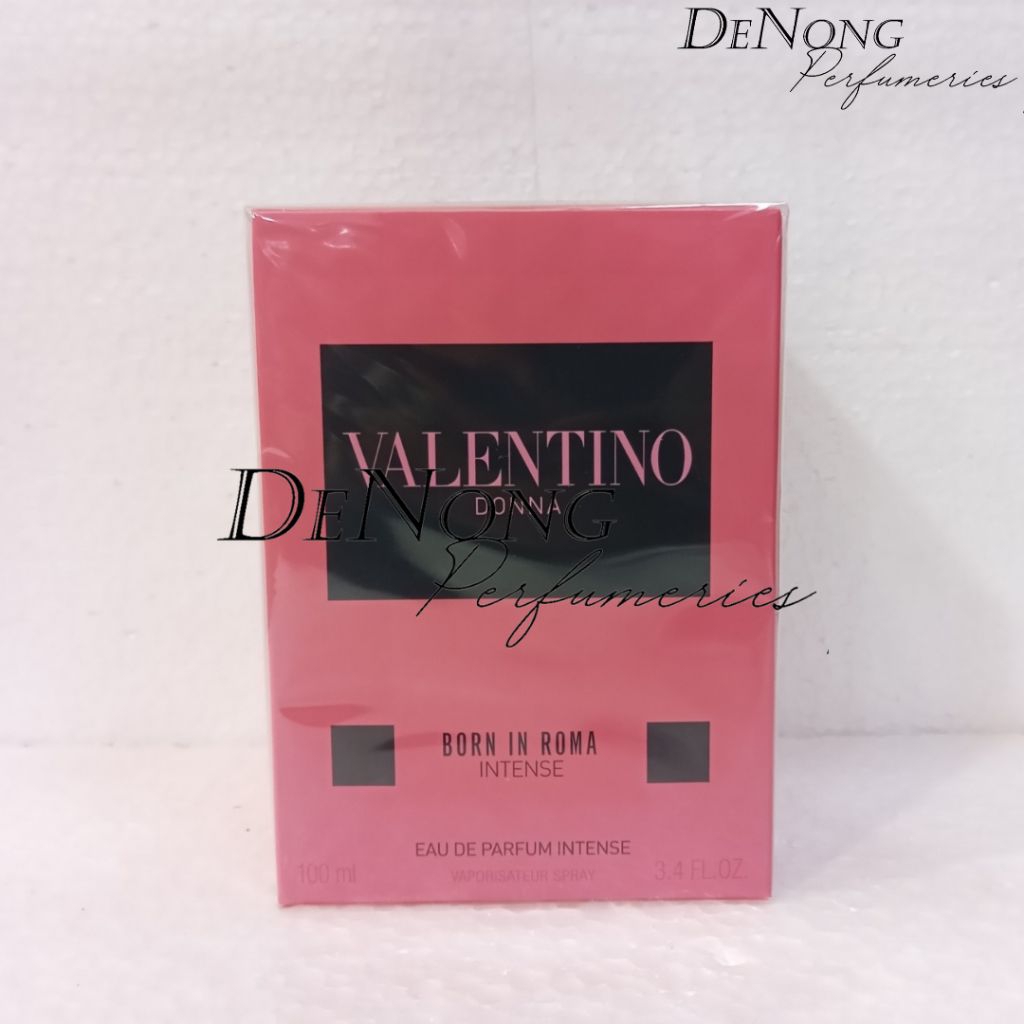 DeNong
Perfumeries
VALENTINO
DONNA
DeNong
Perfumeries
BORN IN ROMA
INTENSE
EAU DE PARFUM INTENSE
100 ml VAPORISATEUR SPRAY 3.4 FL.OZ.